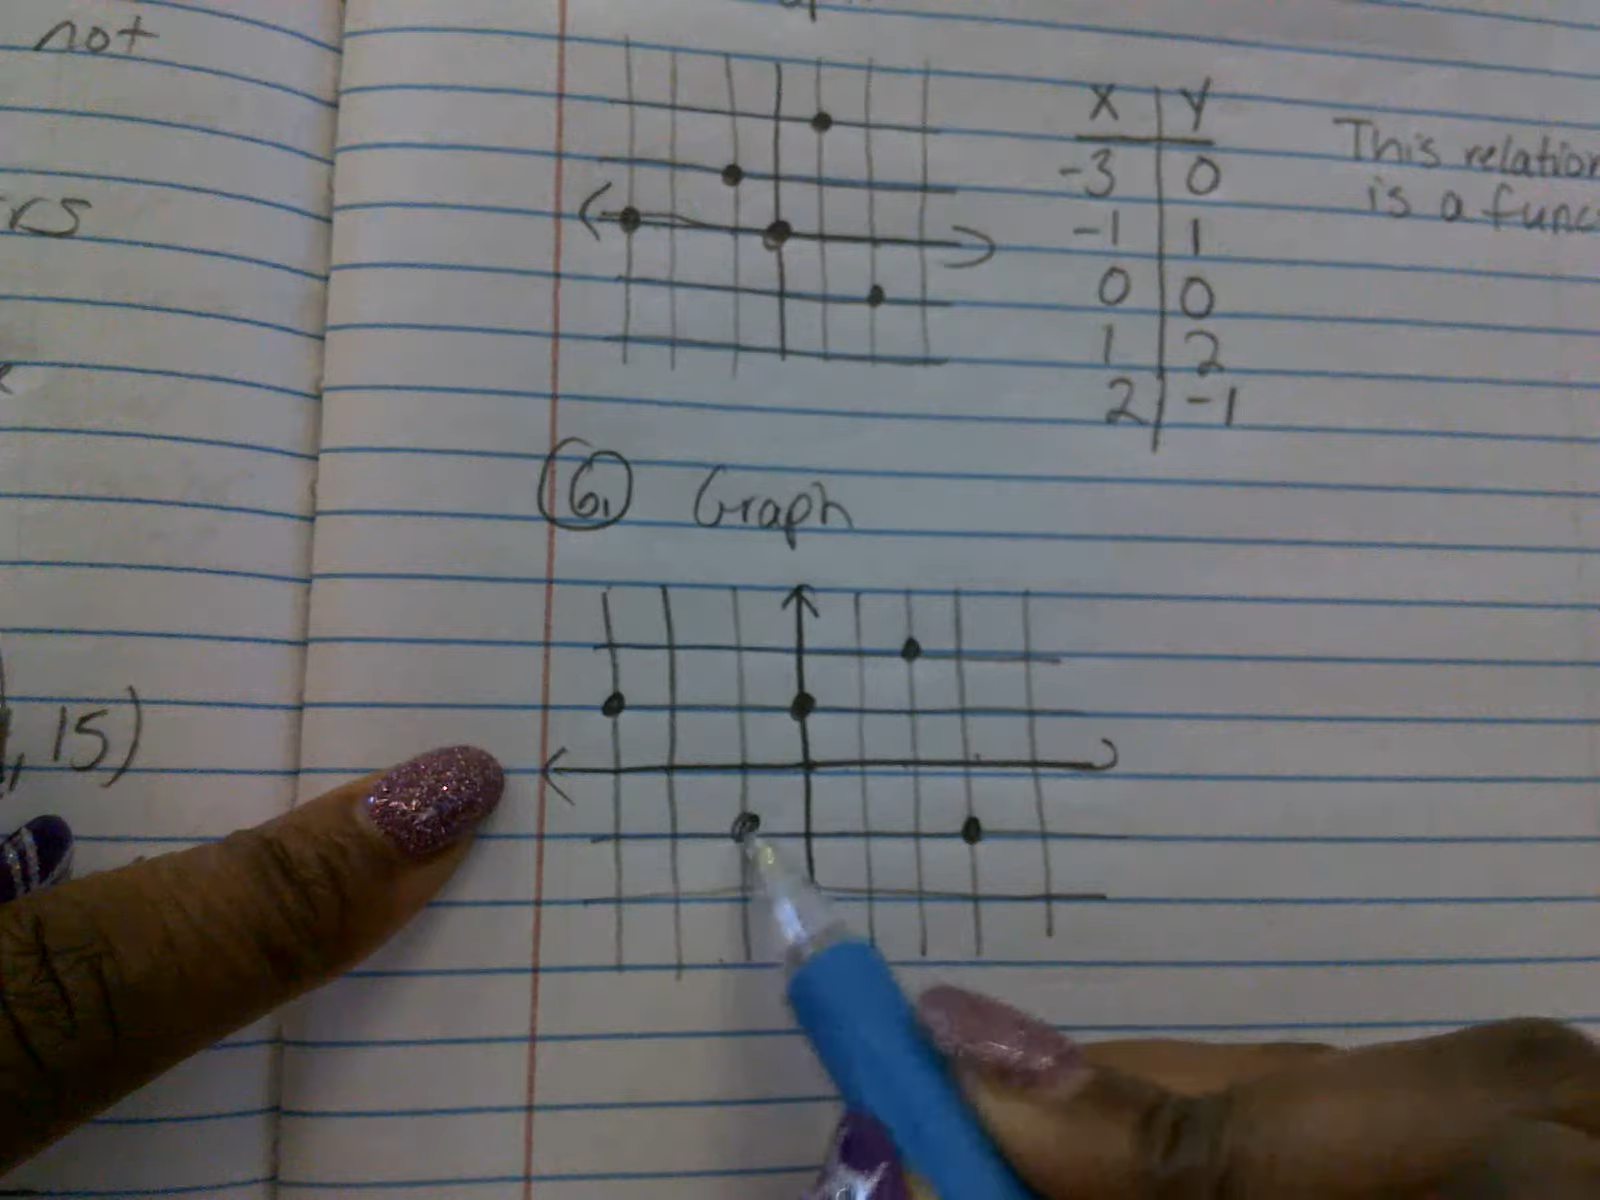 not
rs
, 15)
X Y
-3 0
-1 1
0 0
1 2
2 -1
This relation
is a func
6. Graph